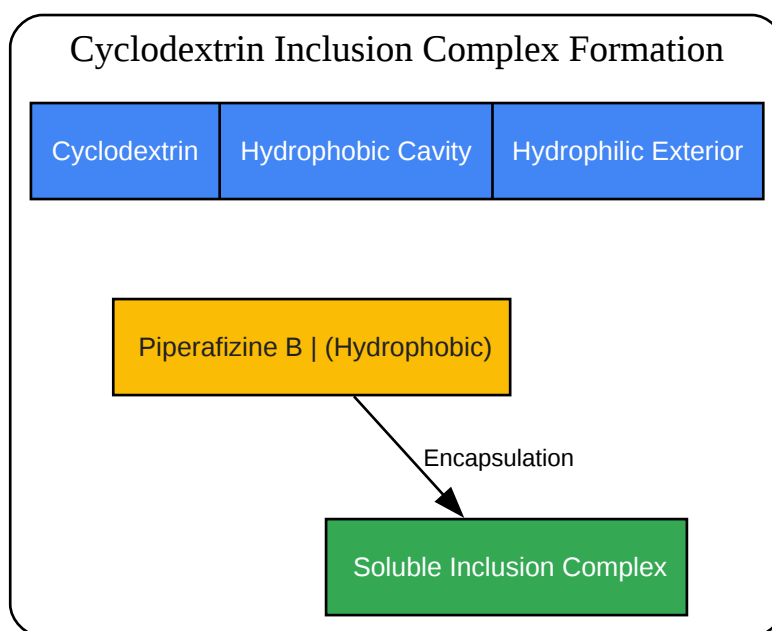 Cyclodextrin Inclusion Complex Formation
Cyclodextrin
Hydrophobic Cavity
Hydrophilic Exterior
Piperafizine B | (Hydrophobic)
Encapsulation
Soluble Inclusion Complex